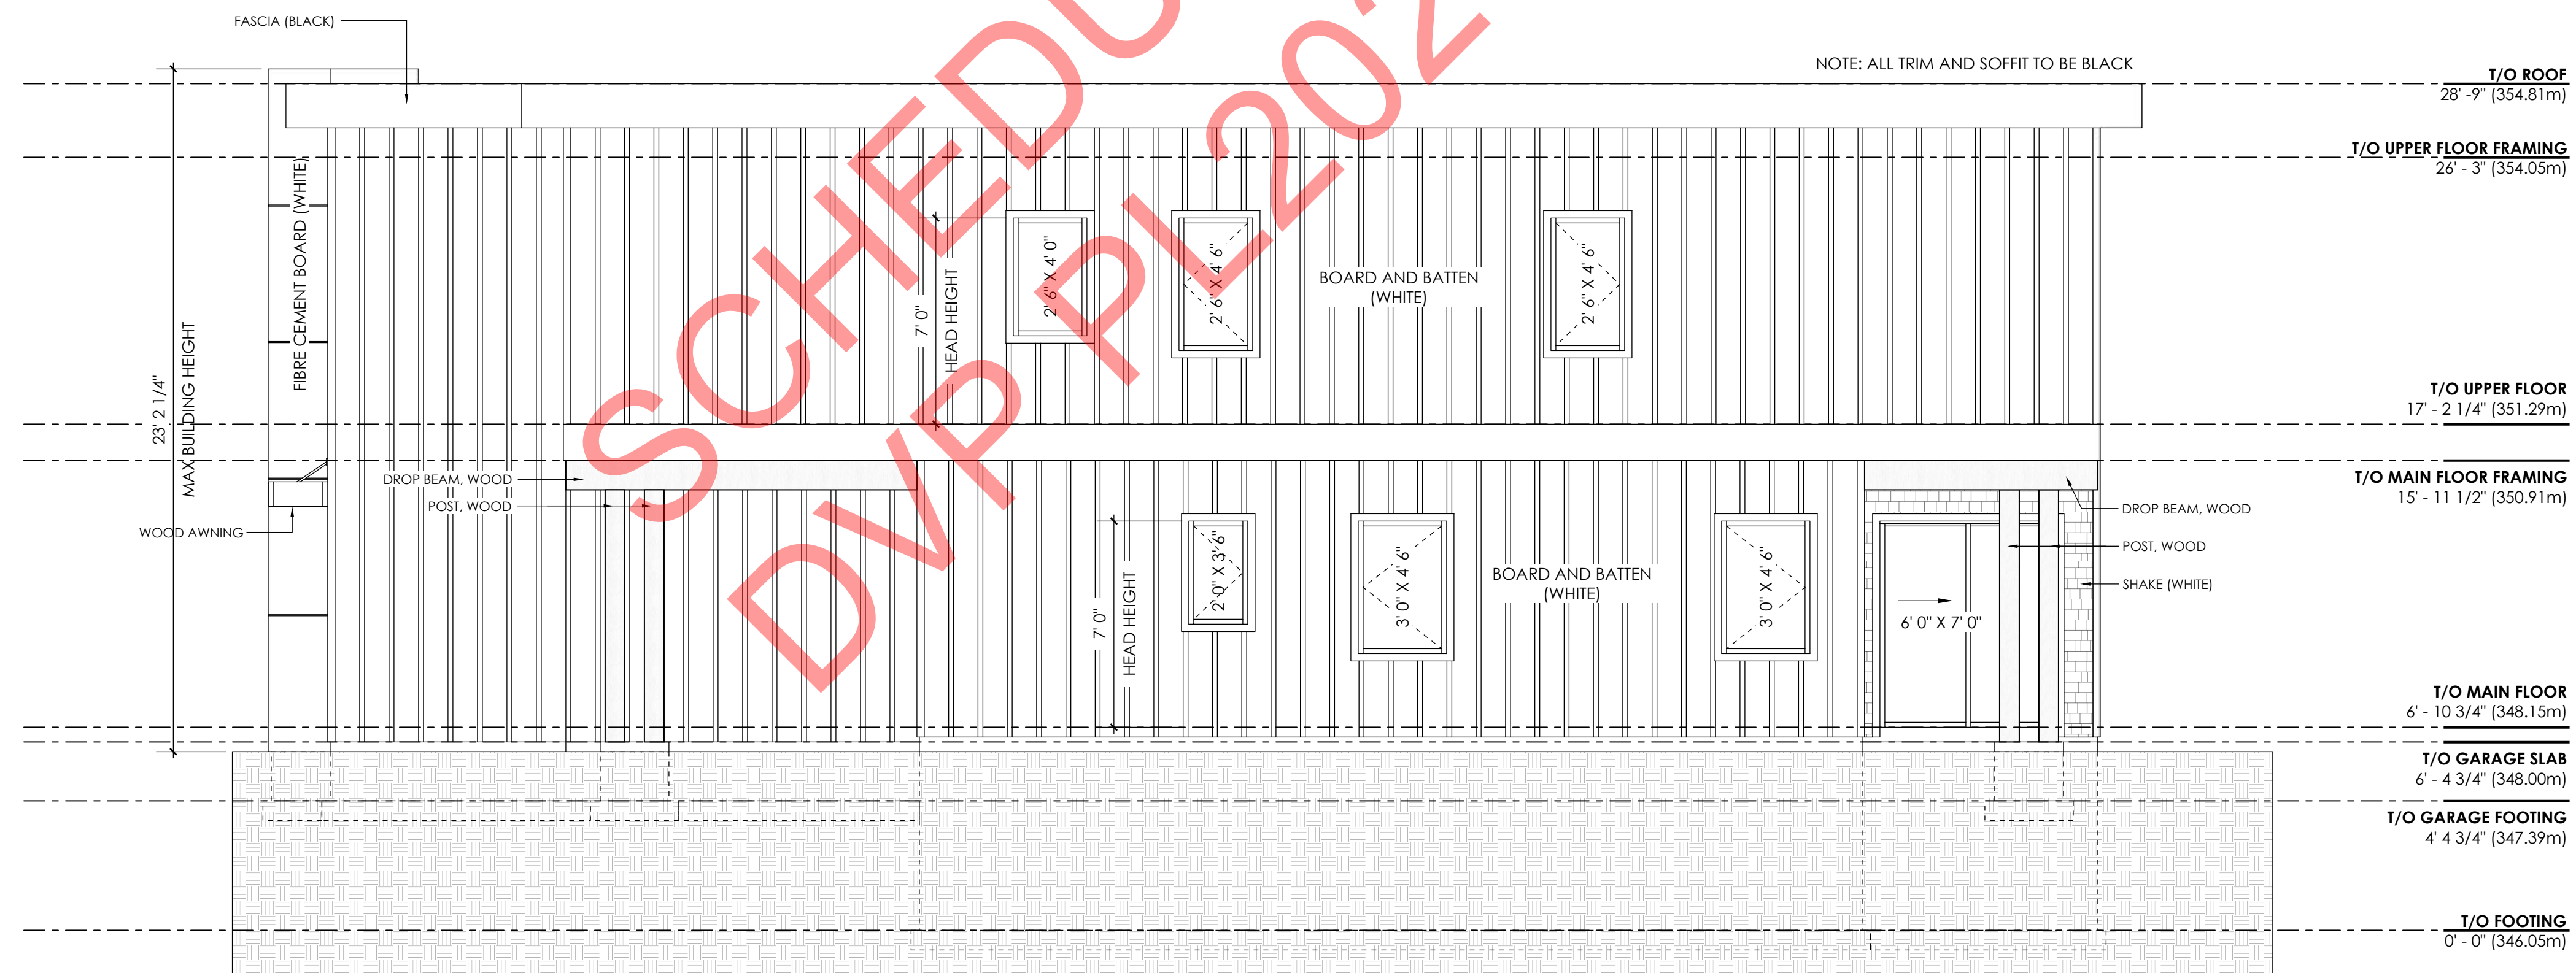 FASCIA (BLACK)
NOTE: ALL TRIM AND SOFFIT TO BE BLACK
T/O ROOF
28' -9" (354.81m)
T/O UPPER FLOOR FRAMING
26' - 3" (354.05m)
FIBRE CEMENT BOARD (WHITE)
23' 2 1/4"
MAX BUILDING HEIGHT
7' 0"
HEAD HEIGHT
2' 6" X 4' 0"
2' 6" X 4' 6"
BOARD AND BATTEN
(WHITE)
2' 6" X 4' 6"
T/O UPPER FLOOR
17' - 2 1/4" (351.29m)
DROP BEAM, WOOD
POST, WOOD
WOOD AWNING
7' 0"
HEAD HEIGHT
2' 0" X 3' 6"
3' 0" X 4' 6"
BOARD AND BATTEN
(WHITE)
3' 0" X 4' 6"
6' 0" X 7' 0"
DROP BEAM, WOOD
POST, WOOD
SHAKE (WHITE)
T/O MAIN FLOOR FRAMING
15' - 11 1/2" (350.91m)
T/O MAIN FLOOR
6' - 10 3/4" (348.15m)
T/O GARAGE SLAB
6' - 4 3/4" (348.00m)
T/O GARAGE FOOTING
4' 4 3/4" (347.39m)
T/O FOOTING
0' - 0" (346.05m)
DVP